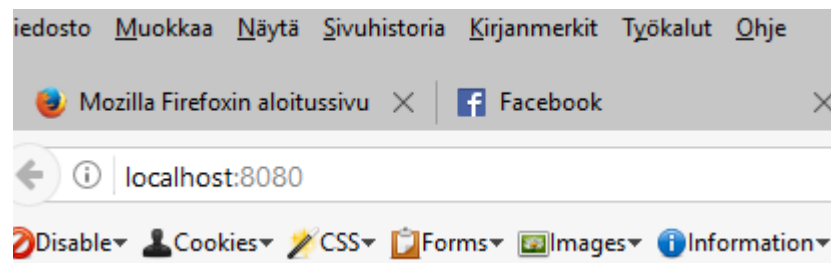 iedosto Muokkaa Näytä Sivuhistoria Kirjanmerkit Työkalut Ohje
Mozilla Firefoxin aloitussivu Facebook
localhost:8080
Disable Cookies CSS Forms Images Information